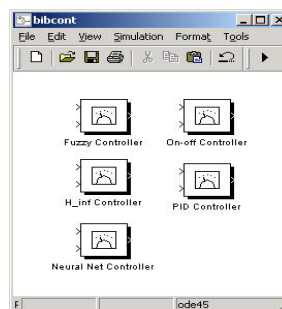 bibcont
File Edit View Simulation Format Tools
Fuzzy Controller On-off Controller
H_inf Controller PID Controller
Neural Net Controller
ode45